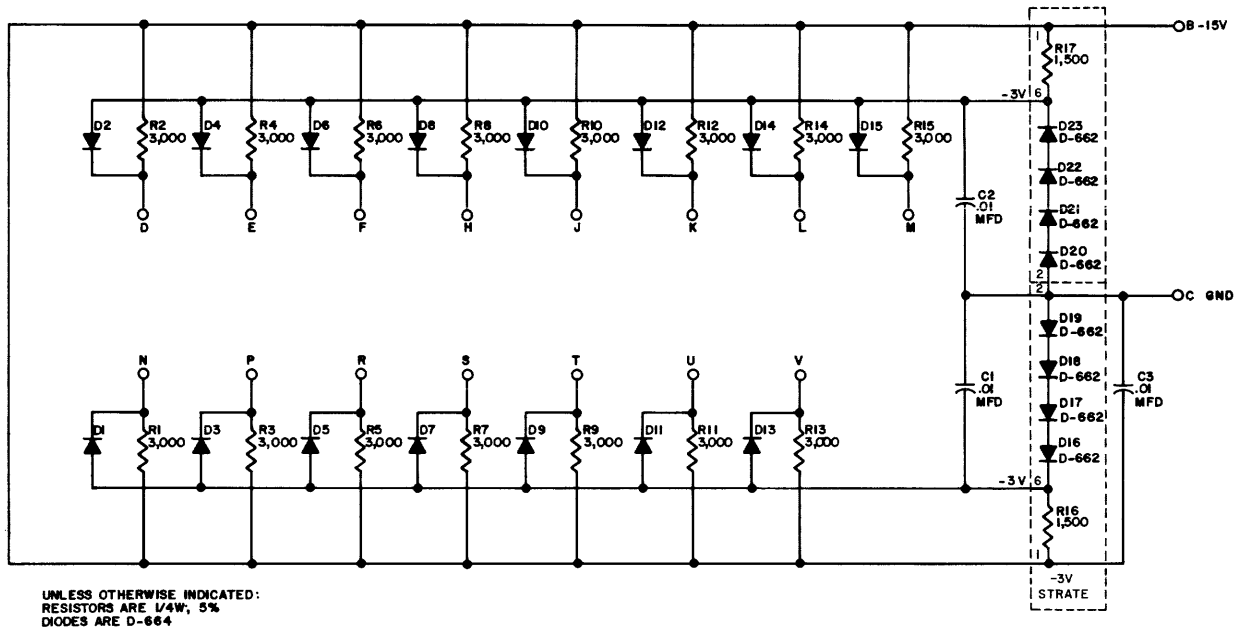 B -15V
1
R17
1,500
-3V 6
D2 R2 3,000 D4 R4 3,000 D6 R6 3,000 D8 R8 3,000 D10 R10 3,000 D12 R12 3,000 D14 R14 3,000 D15 R15 3,000
D23
D-662
D22
D-662
D21
D-662
D20
D-662
C2
.01
MFD
D E F H J K L M
2
2
C GND
D19
D-662
D18
D-662
D17
D-662
D16
D-662
C1
.01
MFD
C3
.01
MFD
N P R S T U V
D1 R1 3,000 D3 R3 3,000 D5 R5 3,000 D7 R7 3,000 D9 R9 3,000 D11 R11 3,000 D13 R13 3,000
-3V 6
R16
1,500
1
-3V
STRATE
UNLESS OTHERWISE INDICATED:
RESISTORS ARE 1/4W, 5%
DIODES ARE D-664